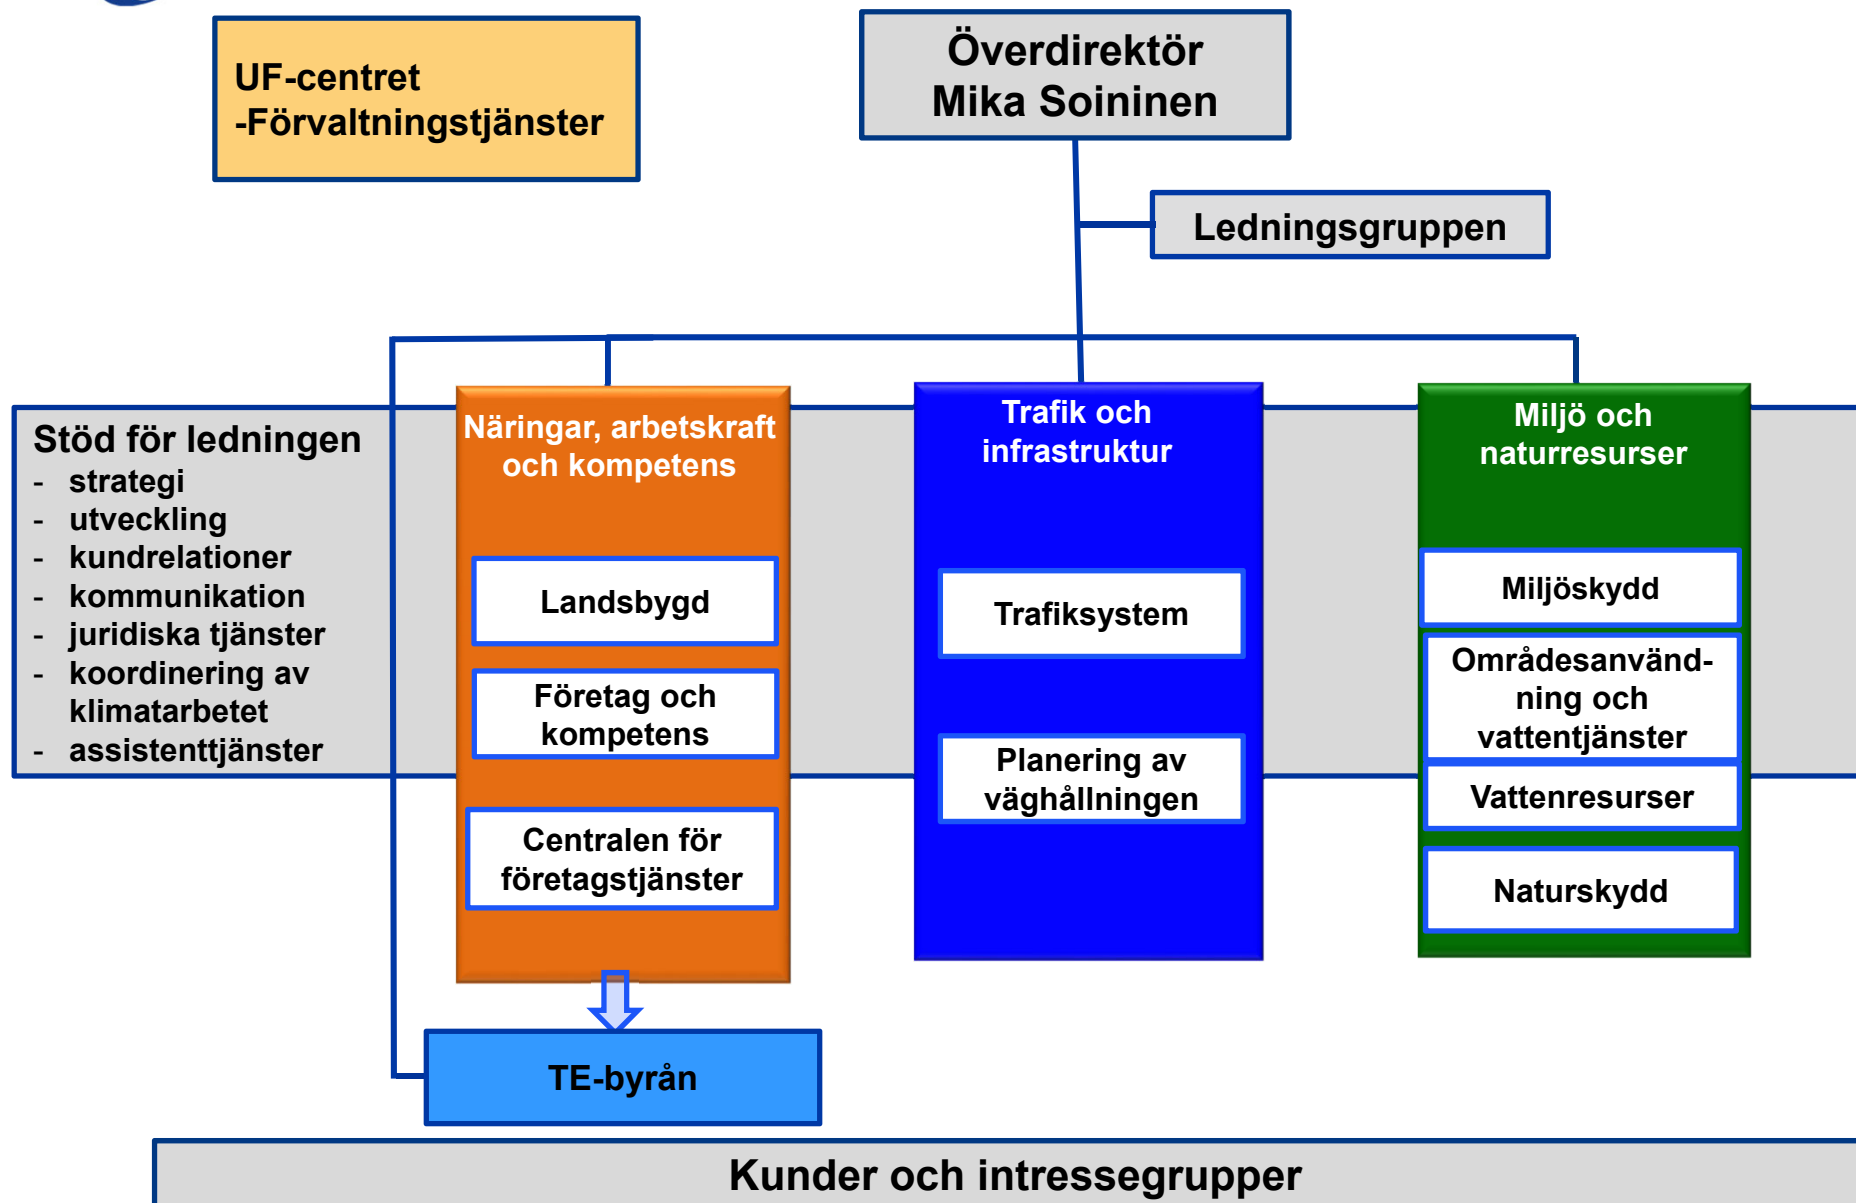 UF-centret
-Förvaltningstjänster
Överdirektör
Mika Soininen
Ledningsgruppen
Stöd för ledningen
- strategi
- utveckling
- kundrelationer
- kommunikation
- juridiska tjänster
- koordinering av
klimatarbetet
- assistenttjänster
Näringar, arbetskraft
och kompetens
Landsbygd
Företag och
kompetens
Centralen för
företagstjänster
Trafik och
infrastruktur
Trafiksystem
Planering av
väghållningen
Miljö och
naturresurser
Miljöskydd
Områdesanvänd-
ning och
vattentjänster
Vattenresurser
Naturskydd
TE-byrån
Kunder och intressegrupper